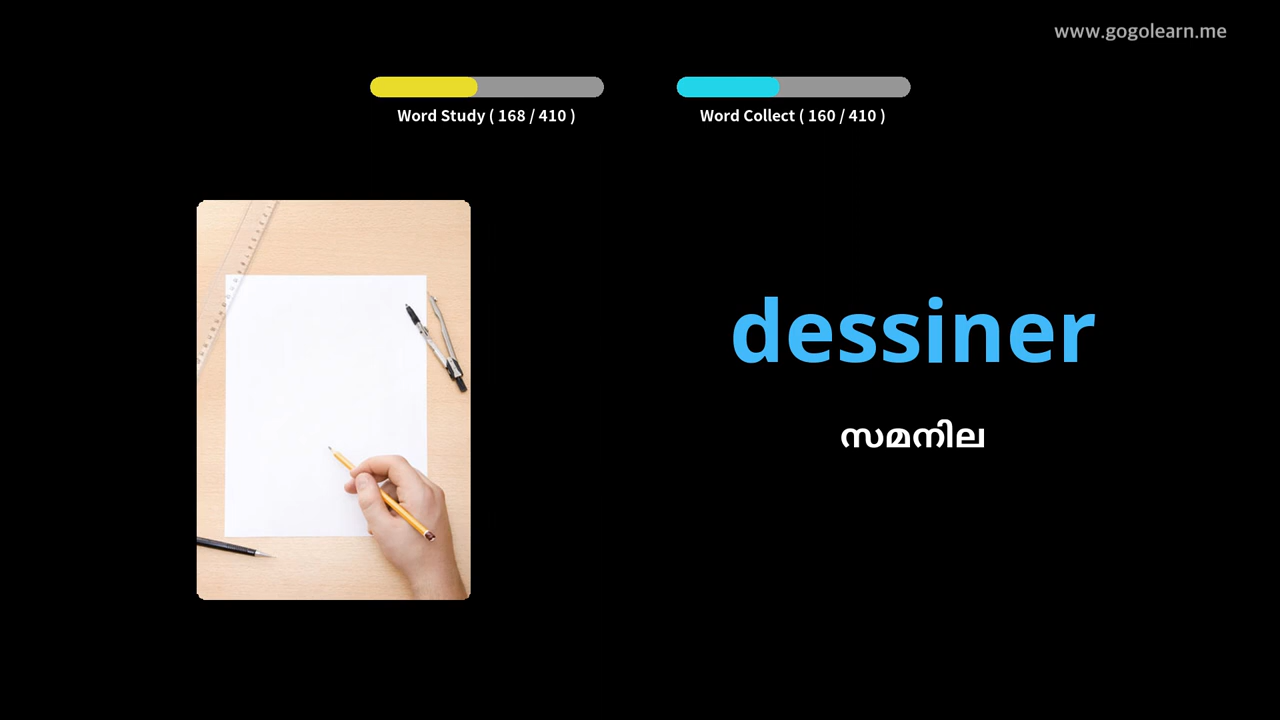 www.gogolearn.me
Word Study ( 168 / 410 )
Word Collect ( 160 / 410 )
dessiner
സമനില